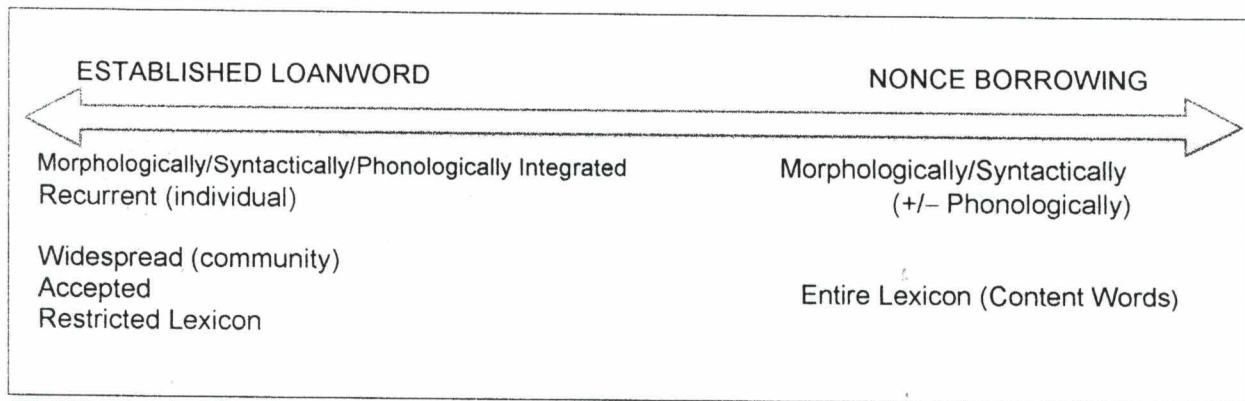 ESTABLISHED LOANWORD
NONCE BORROWING
Morphologically/Syntactically/Phonologically Integrated
Recurrent (individual)
Widespread (community)
Accepted
Restricted Lexicon
Morphologically/Syntactically
(+/– Phonologically)
Entire Lexicon (Content Words)